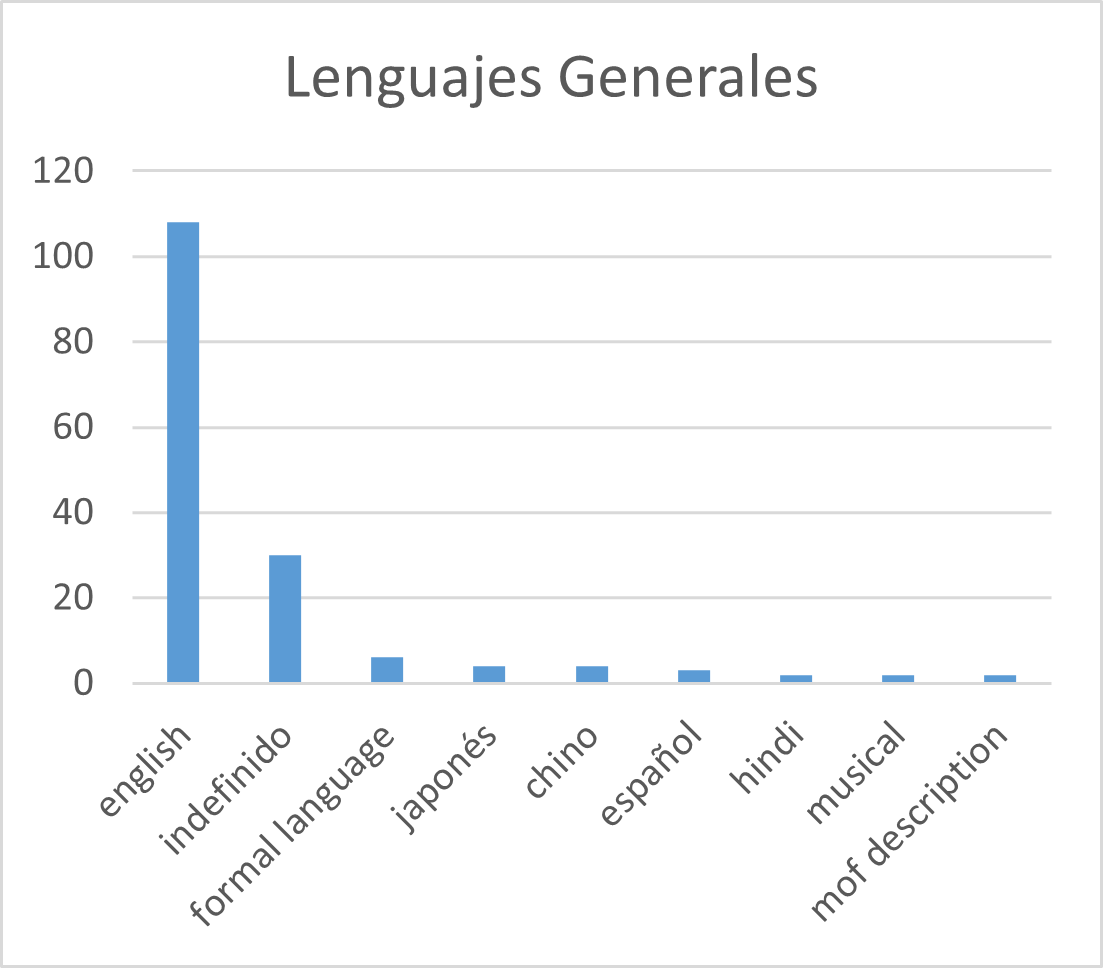 Lenguajes Generales
120
100
80
60
40
20
0
english
indefinido
formal language
japonés
chino
español
hindi
musical
mof description